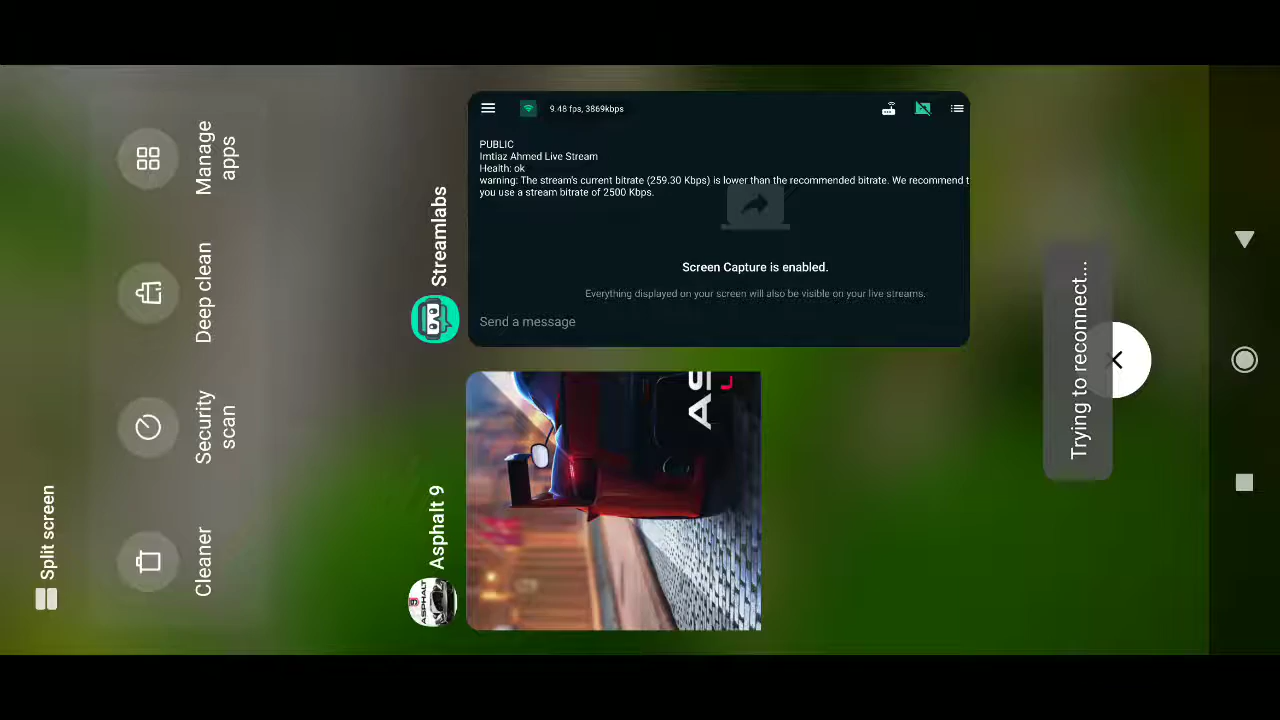 Split screen
Manage
apps
Deep clean
Security
scan
Cleaner
Streamlabs
9.48 fps, 3869kbps
PUBLIC
Imtiaz Ahmed Live Stream
Health: ok
warning: The stream's current bitrate (259.30 Kbps) is lower than the recommended bitrate. We recommend t
you use a stream bitrate of 2500 Kbps.
Screen Capture is enabled.
Everything displayed on your screen will also be visible on your live streams.
Send a message
Asphalt 9
ASPHALT
AS
L
Trying to reconnect...